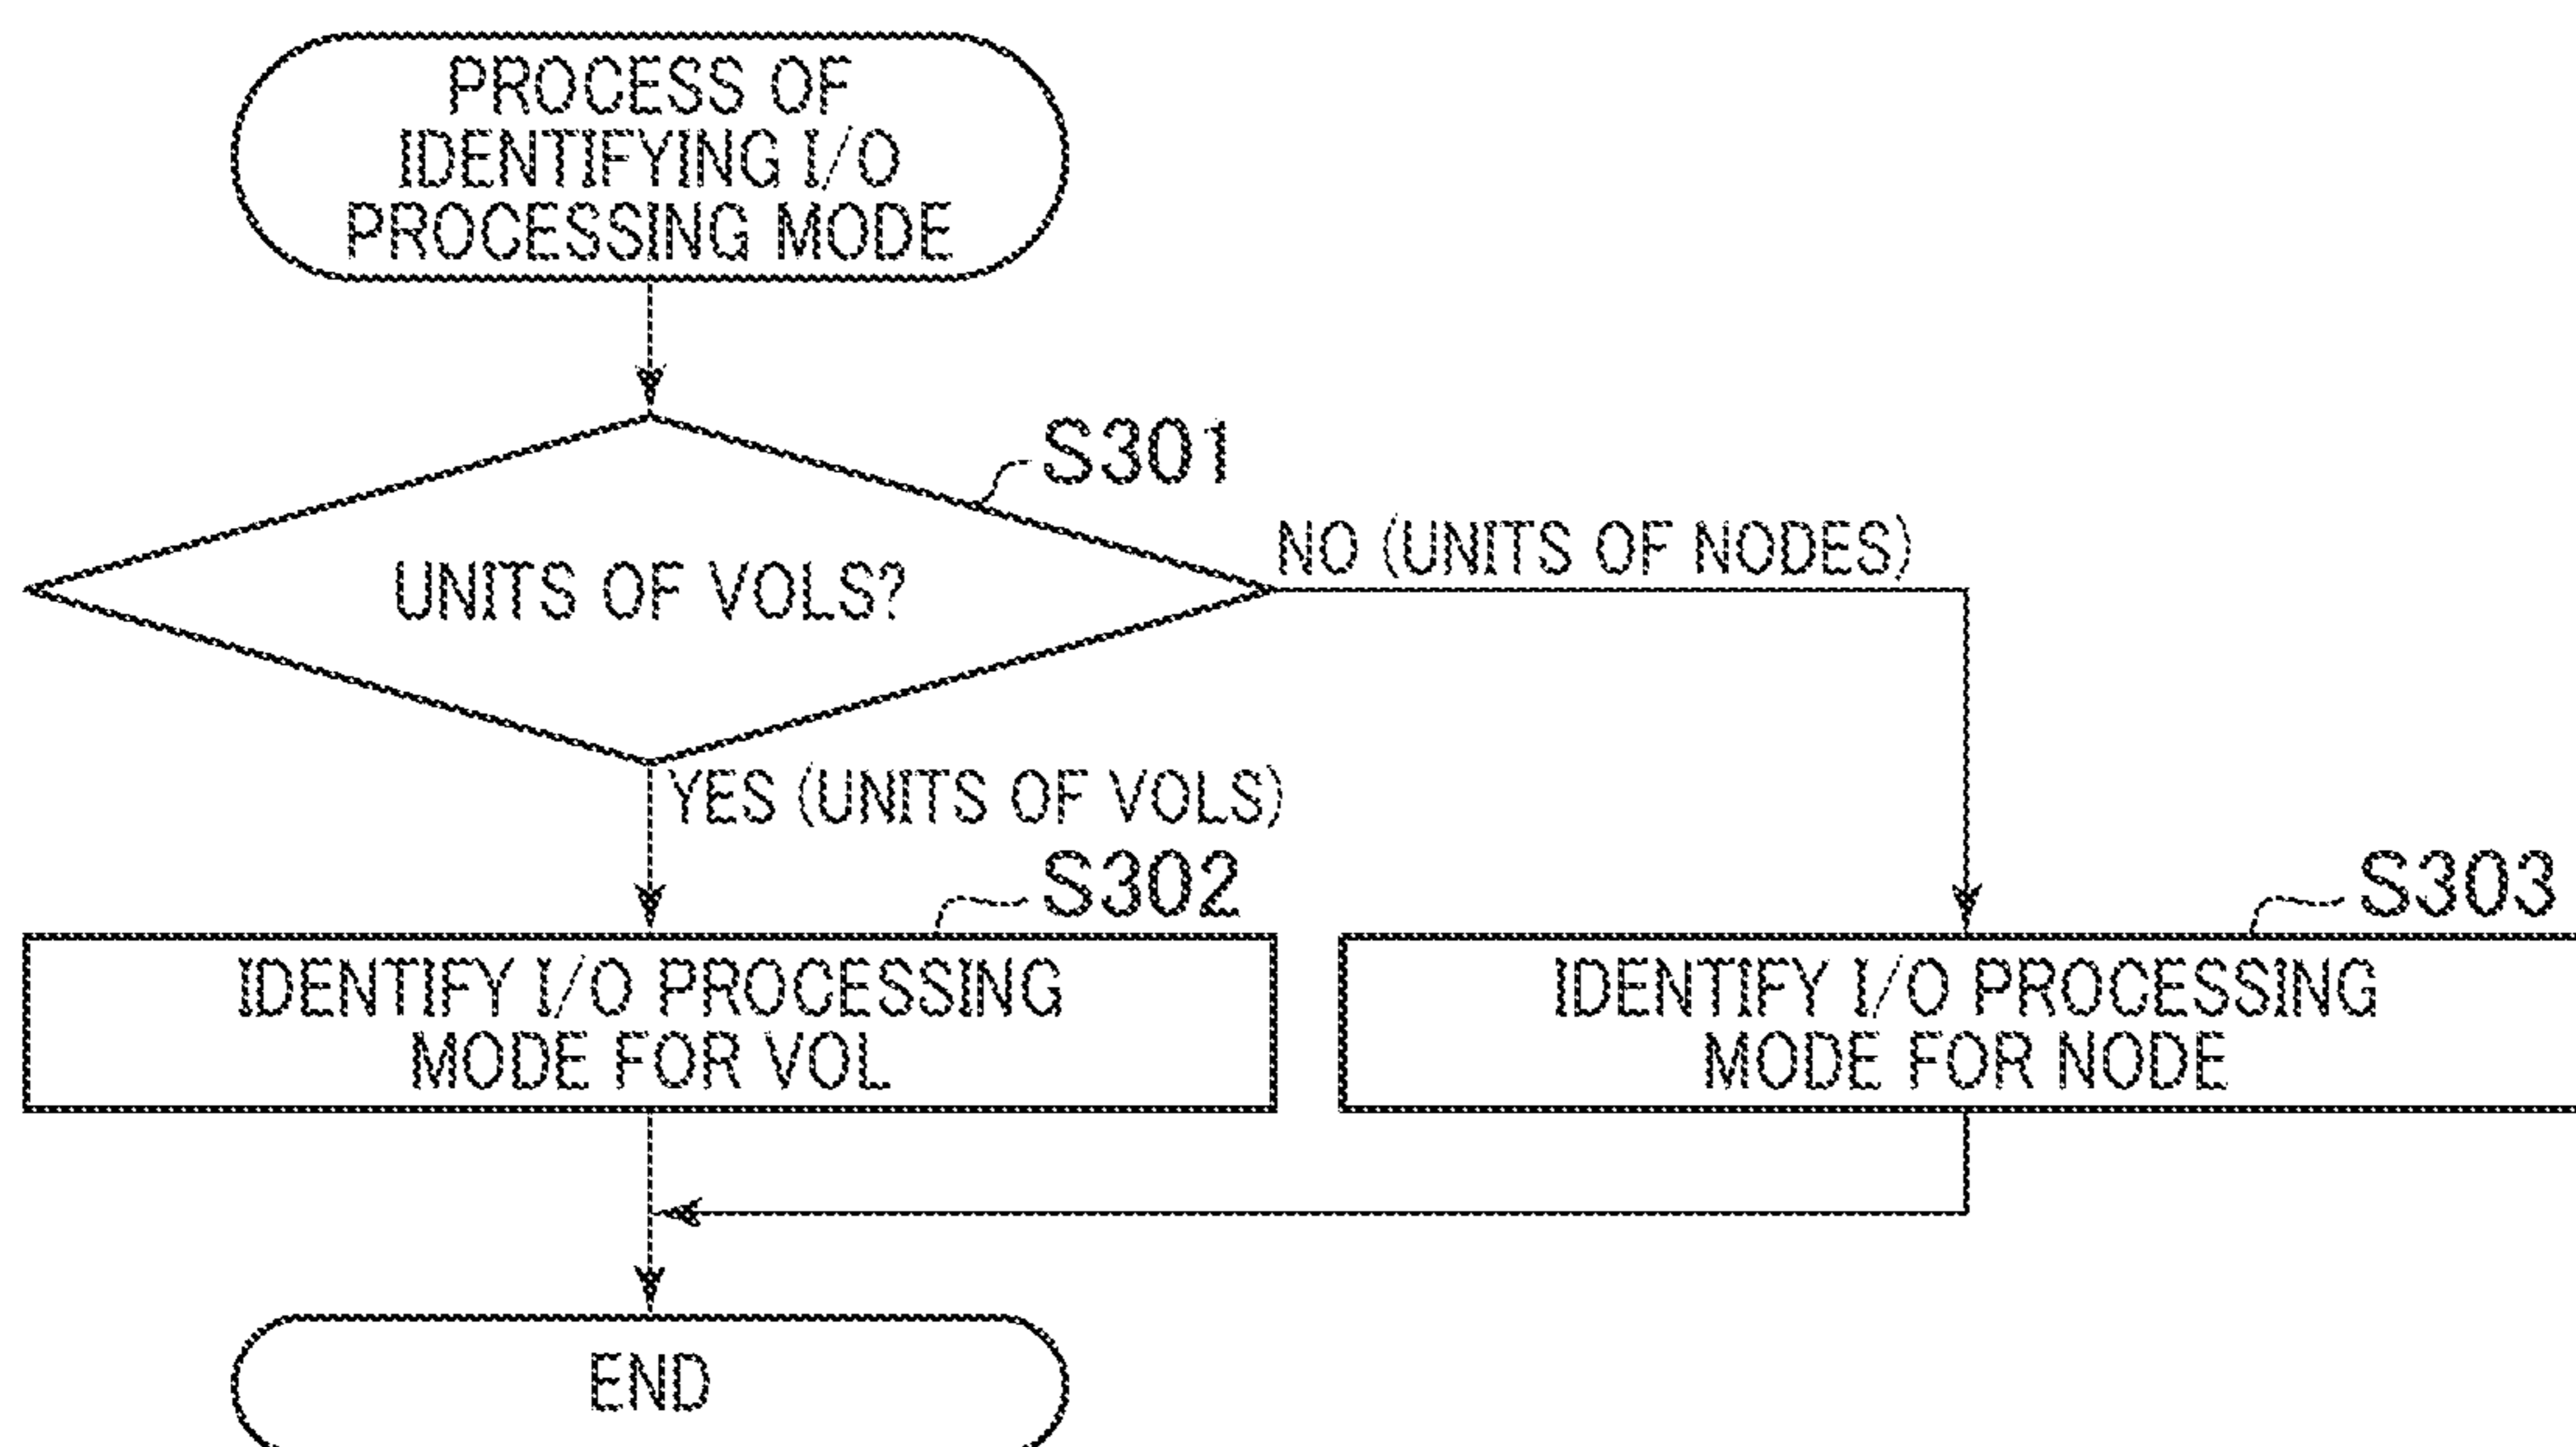 PROCESS OF
IDENTIFYING I/O
PROCESSING MODE
S301
UNITS OF VOLS?
NO (UNITS OF NODES)
YES (UNITS OF VOLS)
S302
S303
IDENTIFY I/O PROCESSING
MODE FOR VOL
IDENTIFY I/O PROCESSING
MODE FOR NODE
END